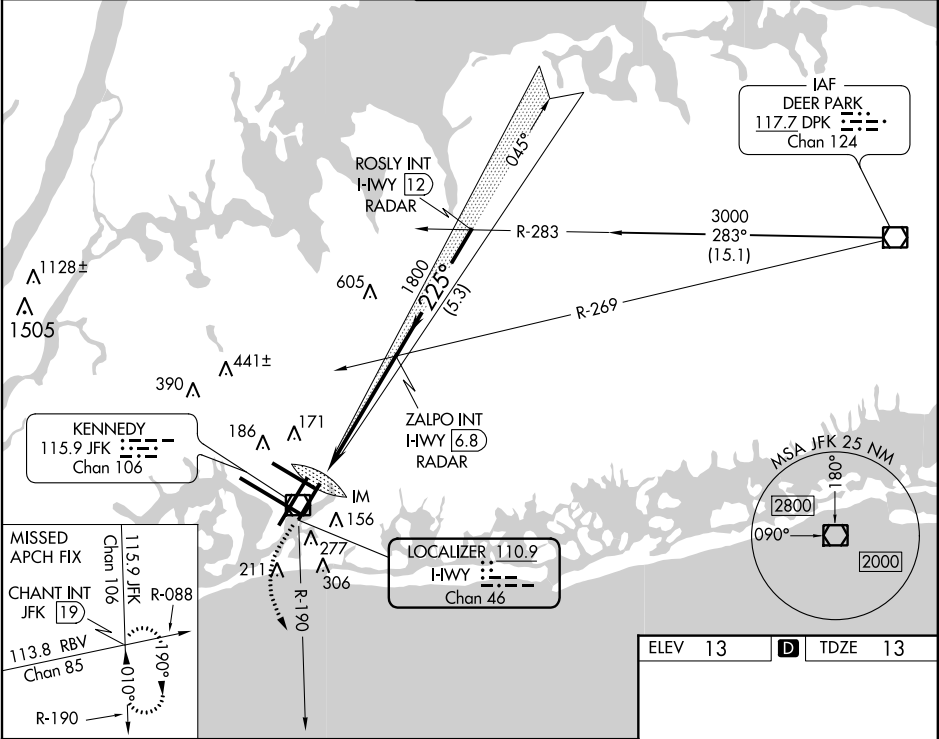 IAF
DEER PARK
117.7 DPK
Chan 124
ROSLY INT
I-IWY 12
RADAR
045°
R-283
3000
283°
(15.1)
1128±
1505
605
1800
225°
(5.3)
R-269
441±
390
KENNEDY
115.9 JFK
Chan 106
186
171
ZALPO INT
I-IWY 6.8
RADAR
IM
156
277
211
306
LOCALIZER 110.9
I-IWY
Chan 46
R-190
MSA JFK 25 NM
180°
2800
090°
2000
MISSED
APCH FIX
115.9 JFK
Chan 106
CHANT INT
JFK 19
R-088
113.8 RBV
Chan 85
190°
010°
R-190
ELEV 13
D
TDZE 13